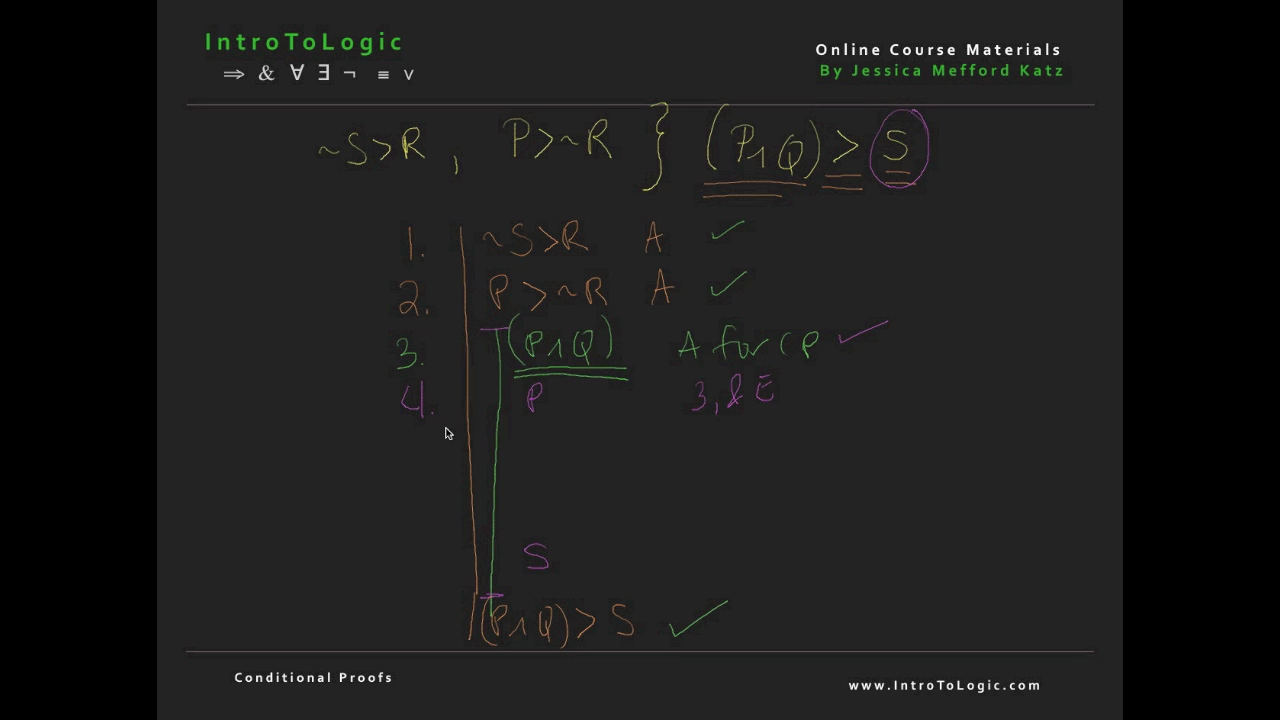 IntroToLogic
⇒ & ∀ ∃ ¬ ≡ v
Online Course Materials
By Jessica Mefford Katz
~S>R , P>~R } (P∧Q) > S
1. ~S>R A ✓
2. P > ~R A ✓
3. (P∧Q) A for CP ✓
4. P 3, & E
S
(P∧Q) > S ✓
Conditional Proofs
www.IntroToLogic.com